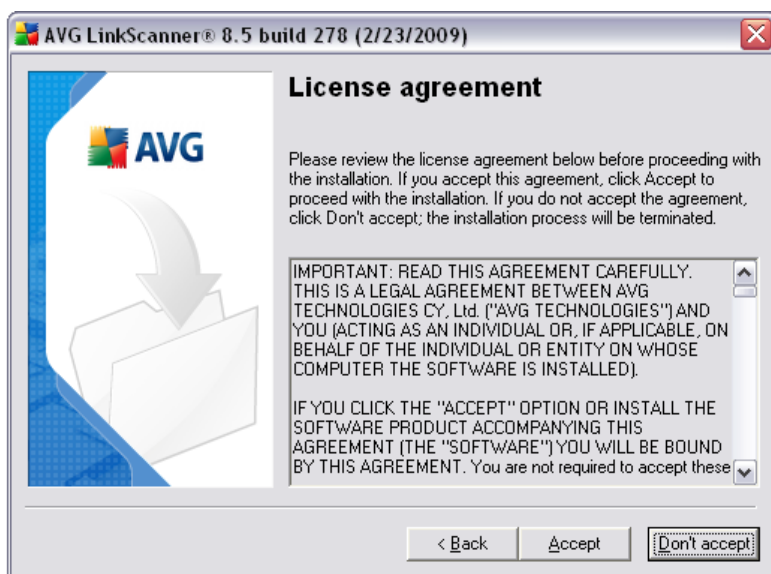 AVG LinkScanner® 8.5 build 278 (2/23/2009)
AVG
License agreement
Please review the license agreement below before proceeding with
the installation. If you accept this agreement, click Accept to
proceed with the installation. If you do not accept the agreement,
click Don't accept; the installation process will be terminated.
IMPORTANT: READ THIS AGREEMENT CAREFULLY.
THIS IS A LEGAL AGREEMENT BETWEEN AVG
TECHNOLOGIES CY, Ltd. ("AVG TECHNOLOGIES") AND
YOU (ACTING AS AN INDIVIDUAL OR, IF APPLICABLE, ON
BEHALF OF THE INDIVIDUAL OR ENTITY ON WHOSE
COMPUTER THE SOFTWARE IS INSTALLED).
IF YOU CLICK THE "ACCEPT" OPTION OR INSTALL THE
SOFTWARE PRODUCT ACCOMPANYING THIS
AGREEMENT (THE "SOFTWARE") YOU WILL BE BOUND
BY THIS AGREEMENT. You are not required to accept these
< Back
Accept
Don't accept